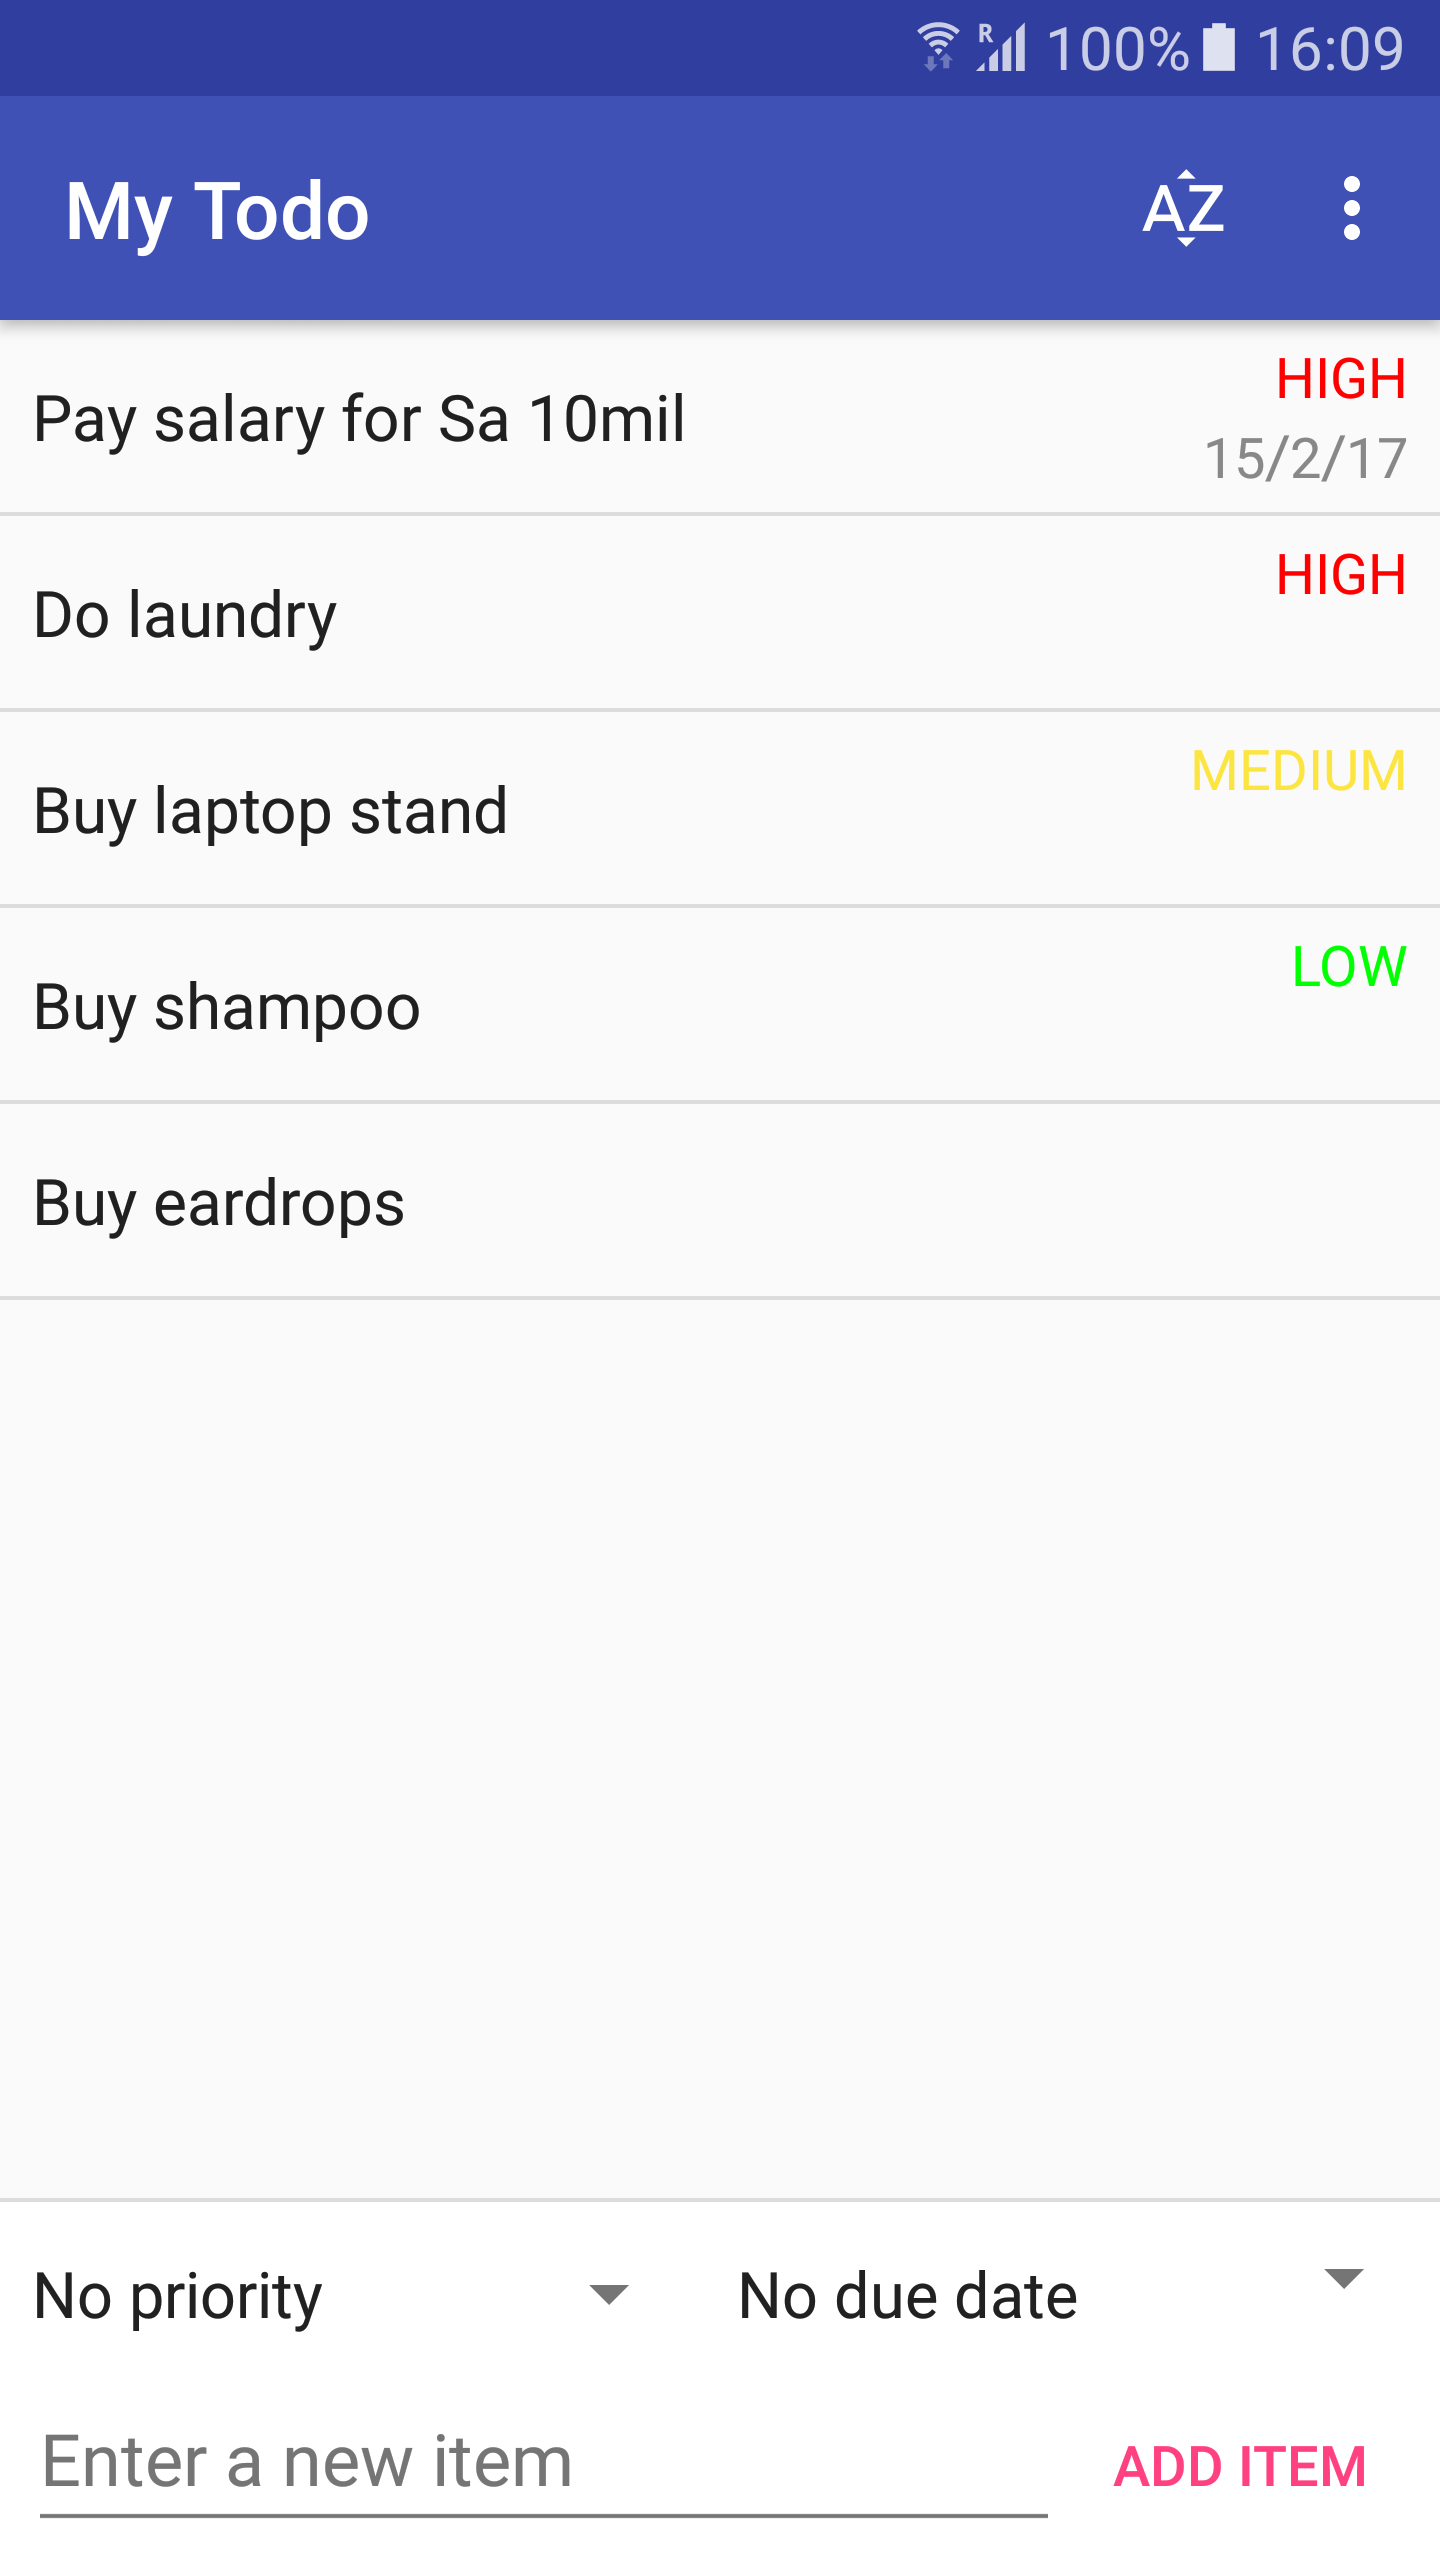 R 100% 16:09
My Todo AZ
Pay salary for Sa 10mil HIGH
15/2/17
Do laundry HIGH
Buy laptop stand MEDIUM
Buy shampoo LOW
Buy eardrops
No priority No due date
Enter a new item ADD ITEM